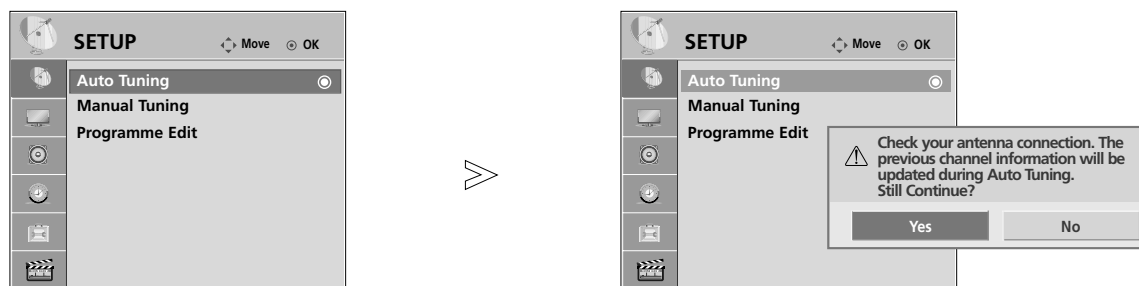 SETUP
Move OK
Auto Tuning
Manual Tuning
Programme Edit
SETUP
Move OK
Auto Tuning
Manual Tuning
Programme Edit
Check your antenna connection. The
previous channel information will be
updated during Auto Tuning.
Still Continue?
Yes No